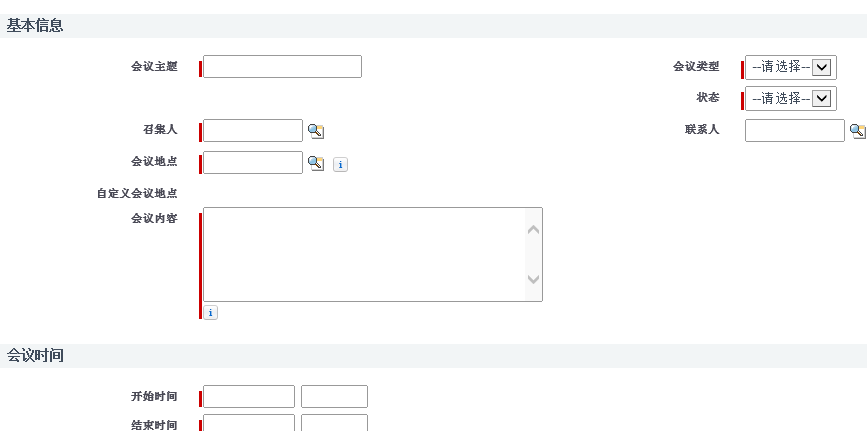 基本信息
会议主题
会议类型 --请选择--
状态 --请选择--
召集人
联系人
会议地点
自定义会议地点
会议内容
会议时间
开始时间
结束时间